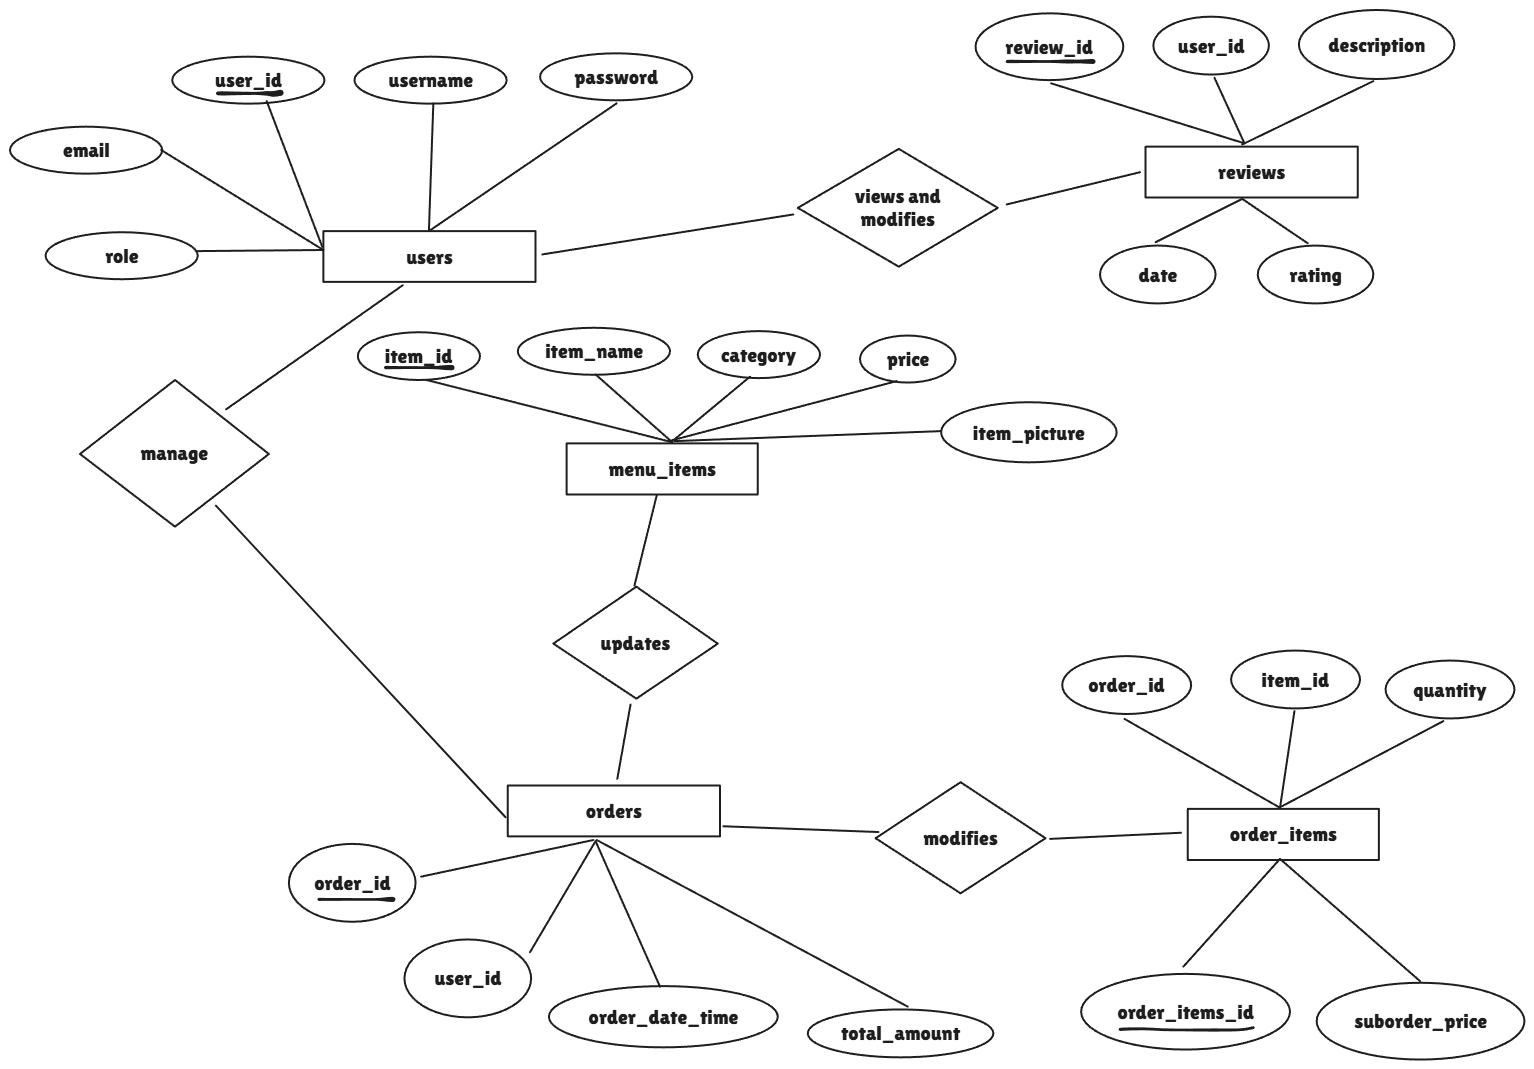 review_id
user_id
description
user_id
username
password
email
reviews
views and
modifies
role
users
date
rating
item_id
item_name
category
price
item_picture
manage
menu_items
updates
order_id
item_id
quantity
orders
modifies
order_items
order_id
user_id
order_date_time
total_amount
order_items_id
suborder_price